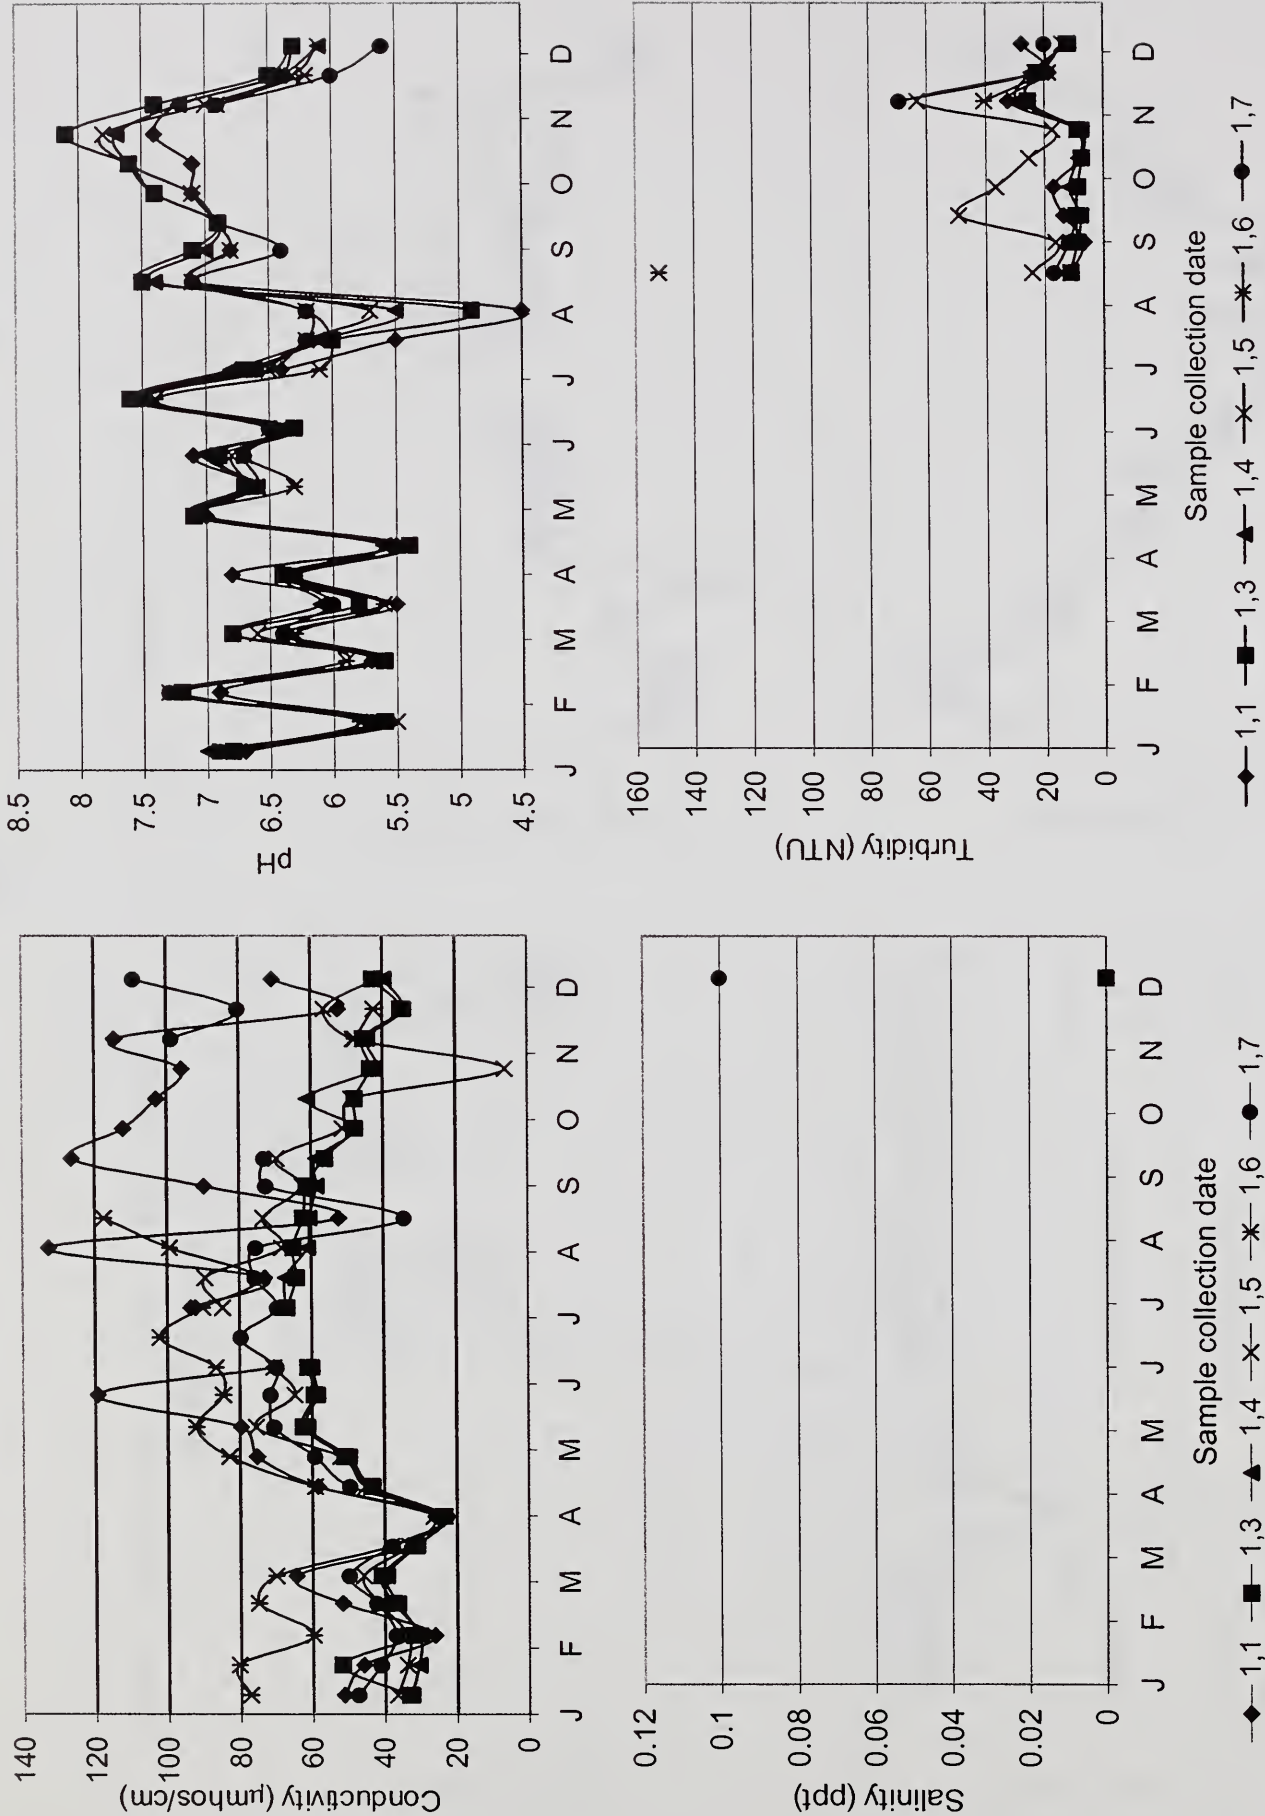 Conductivity (µmhos/cm)
140
120
100
80
60
40
20
0
J F M A M J J A S O N D
pH
8.5
8
7.5
7
6.5
6
5.5
5
4.5
J F M A M J J A S O N D
Salinity (ppt)
0.12
0.1
0.08
0.06
0.04
0.02
0
J F M A M J J A S O N D
Sample collection date
1,1 1,3 1,4 1,5 1,6 1,7
Turbidity (NTU)
160
140
120
100
80
60
40
20
0
J F M A M J J A S O N D
Sample collection date
1,1 1,3 1,4 1,5 1,6 1,7